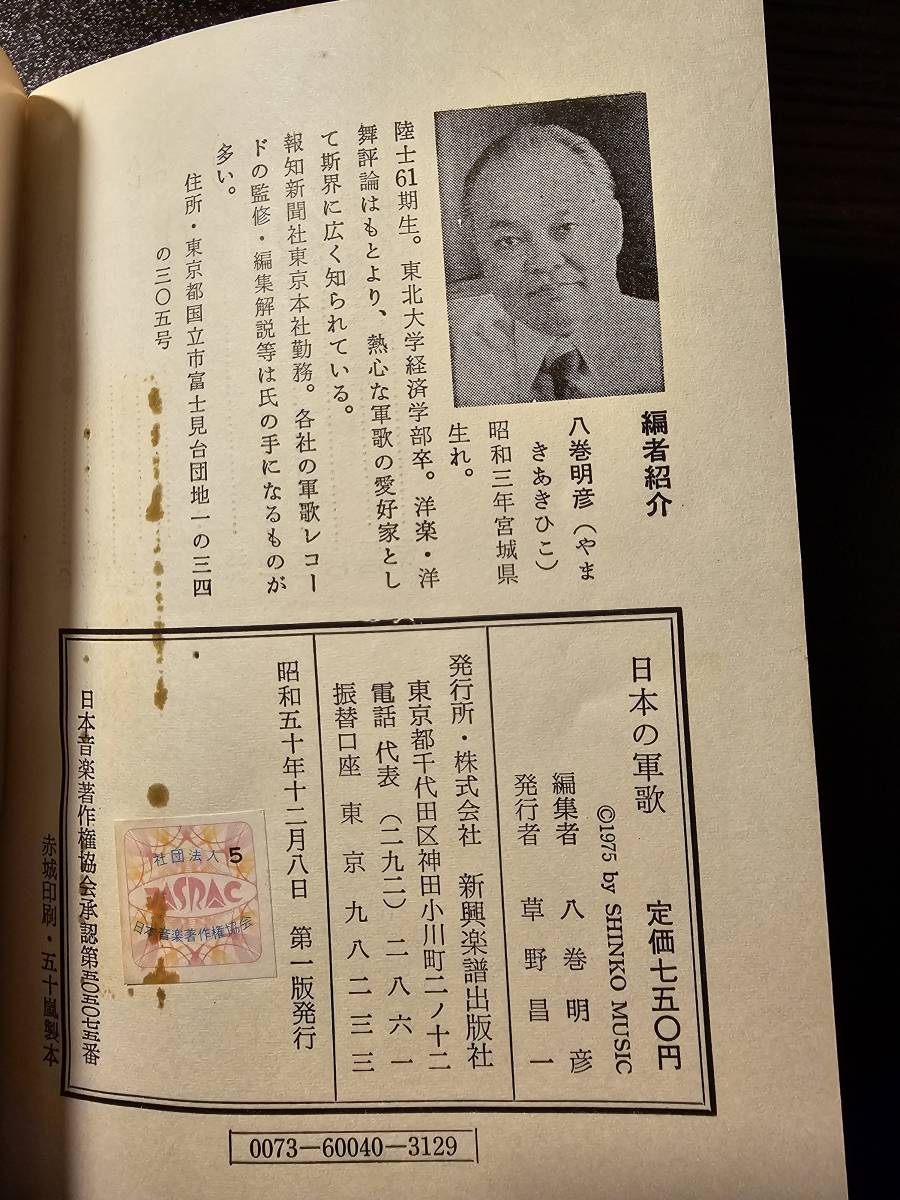 編者紹介
八巻明彦（やま
きあきひこ）
昭和三年宮城県
生れ。
陸士61期生。東北大学経済学部卒。洋楽・洋
舞評論はもとより、熱心な軍歌の愛好家とし
て斯界に広く知られている。
報知新聞社東京本社勤務。各社の軍歌レコー
ドの監修・編集解説等は氏の手になるものが
多い。
住所・東京都国立市富士見台団地一の三四
の三〇五号
日本の軍歌 定価七五〇円
©1975 by SHINKO MUSIC
編集者 八巻明彦
発行者 草野昌一
発行所・株式会社 新興楽譜出版社
東京都千代田区神田小川町二ノ十二
電話 代表（二九二）二八六一
振替口座 東京九八二三三
昭和五十年十二月八日 第一版発行
社団法人 5
JASRAC
日本音楽著作権協会
日本音楽著作権協会承認第五〇五〇七五番
赤城印刷・五十嵐製本
0073—60040—3129